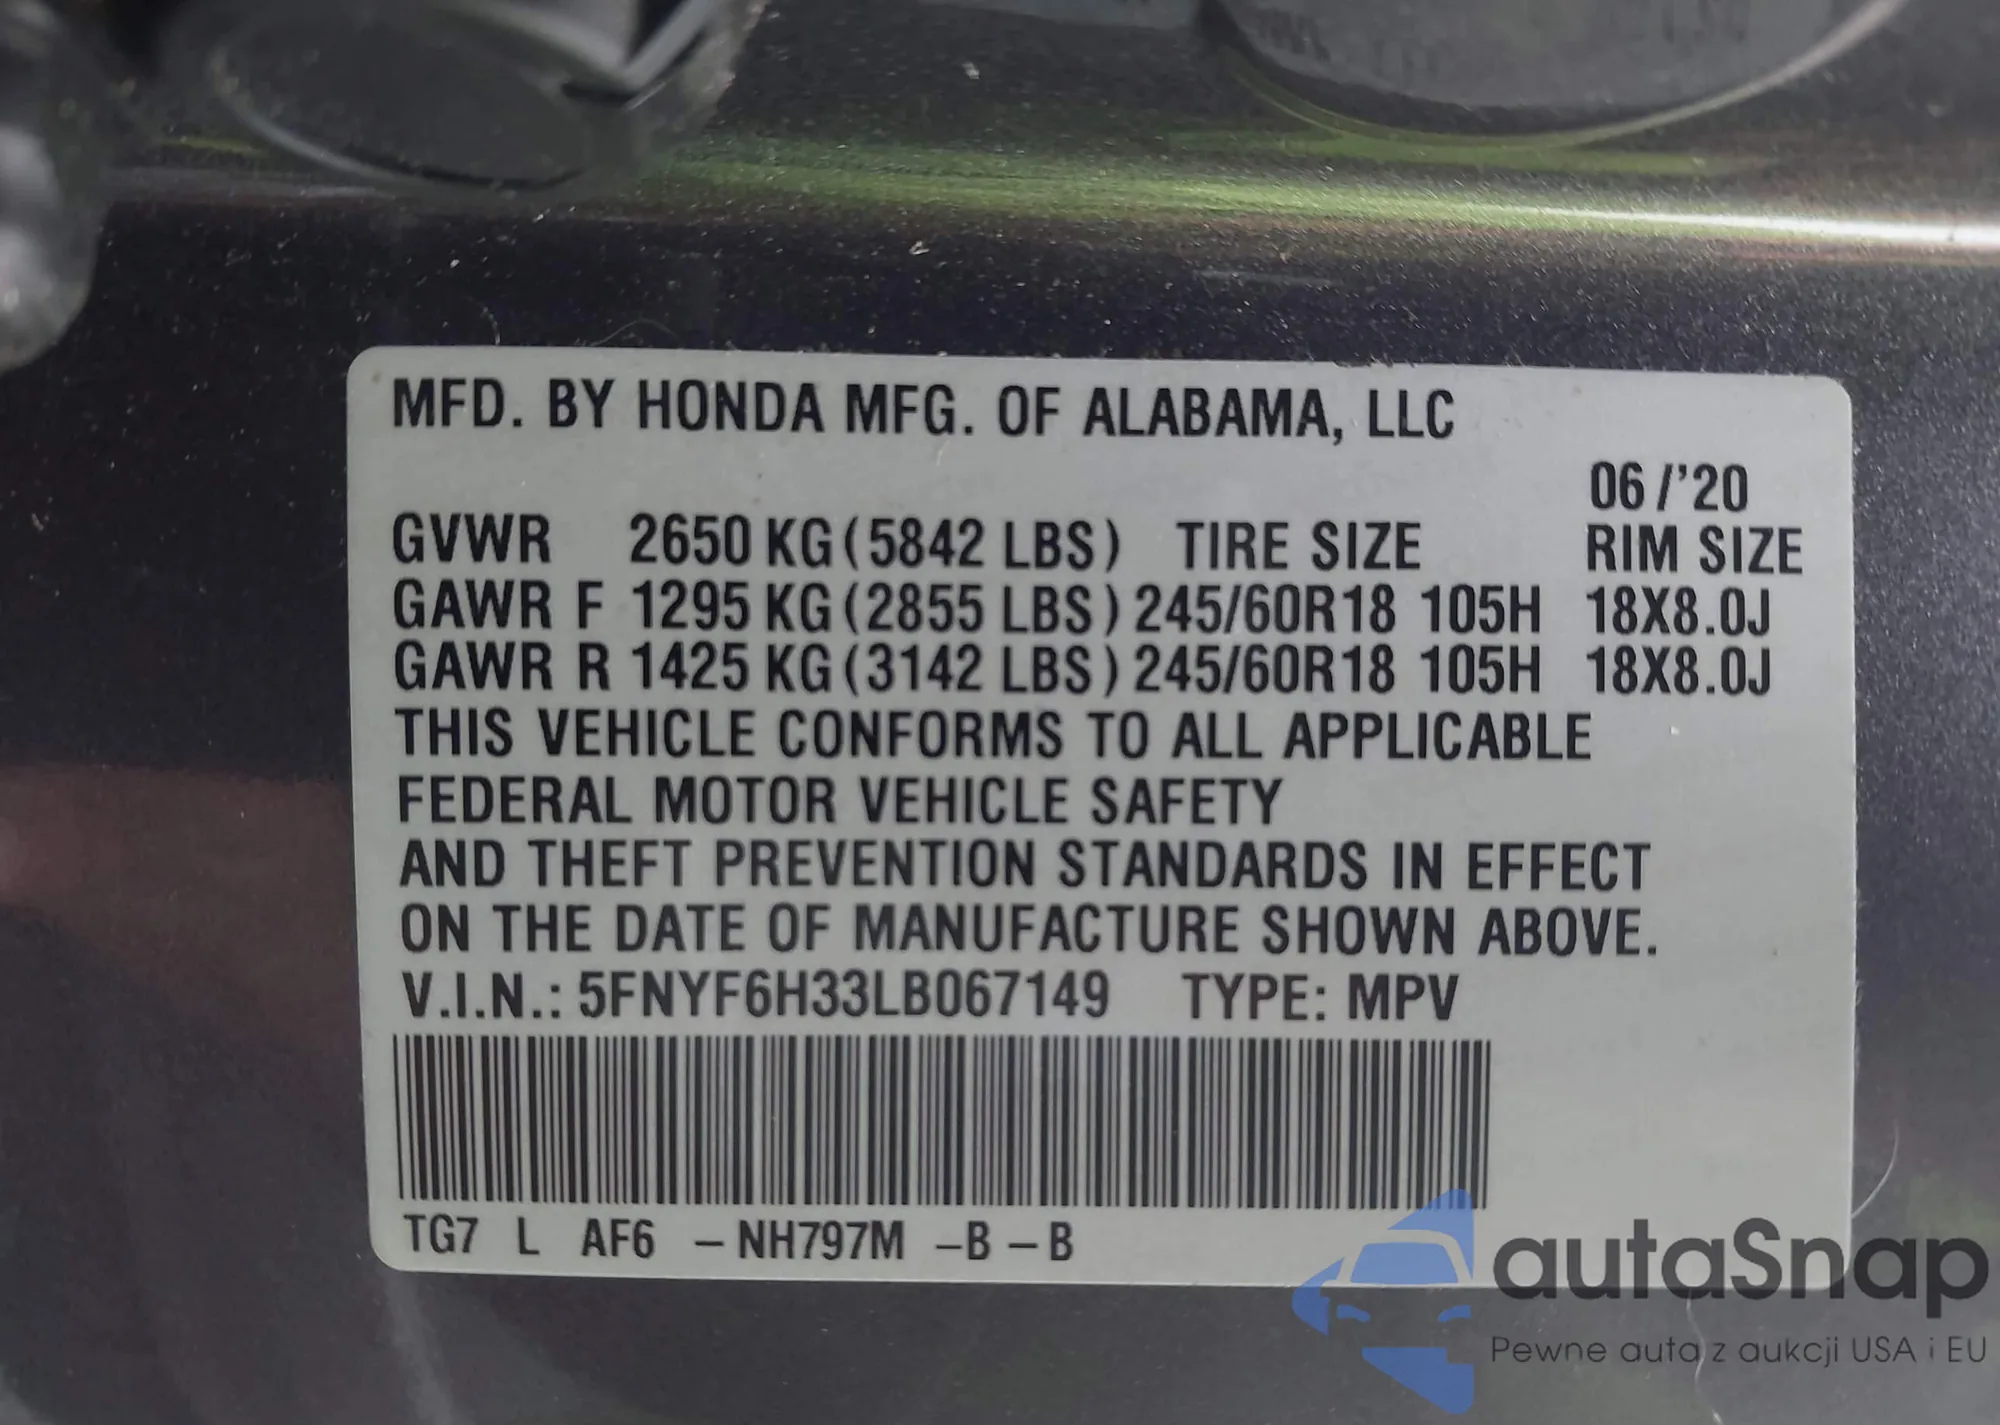 MFD. BY HONDA MFG. OF ALABAMA, LLC
06/'20
GVWR 2650 KG (5842 LBS) TIRE SIZE RIM SIZE
GAWR F 1295 KG (2855 LBS) 245/60R18 105H 18X8.0J
GAWR R 1425 KG (3142 LBS) 245/60R18 105H 18X8.0J
THIS VEHICLE CONFORMS TO ALL APPLICABLE
FEDERAL MOTOR VEHICLE SAFETY
AND THEFT PREVENTION STANDARDS IN EFFECT
ON THE DATE OF MANUFACTURE SHOWN ABOVE.
V.I.N.: 5FNYF6H33LB067149 TYPE: MPV
TG7 L AF6 – NH797M – B – B
autaSnap
Pewne auta z aukcji USA i EU